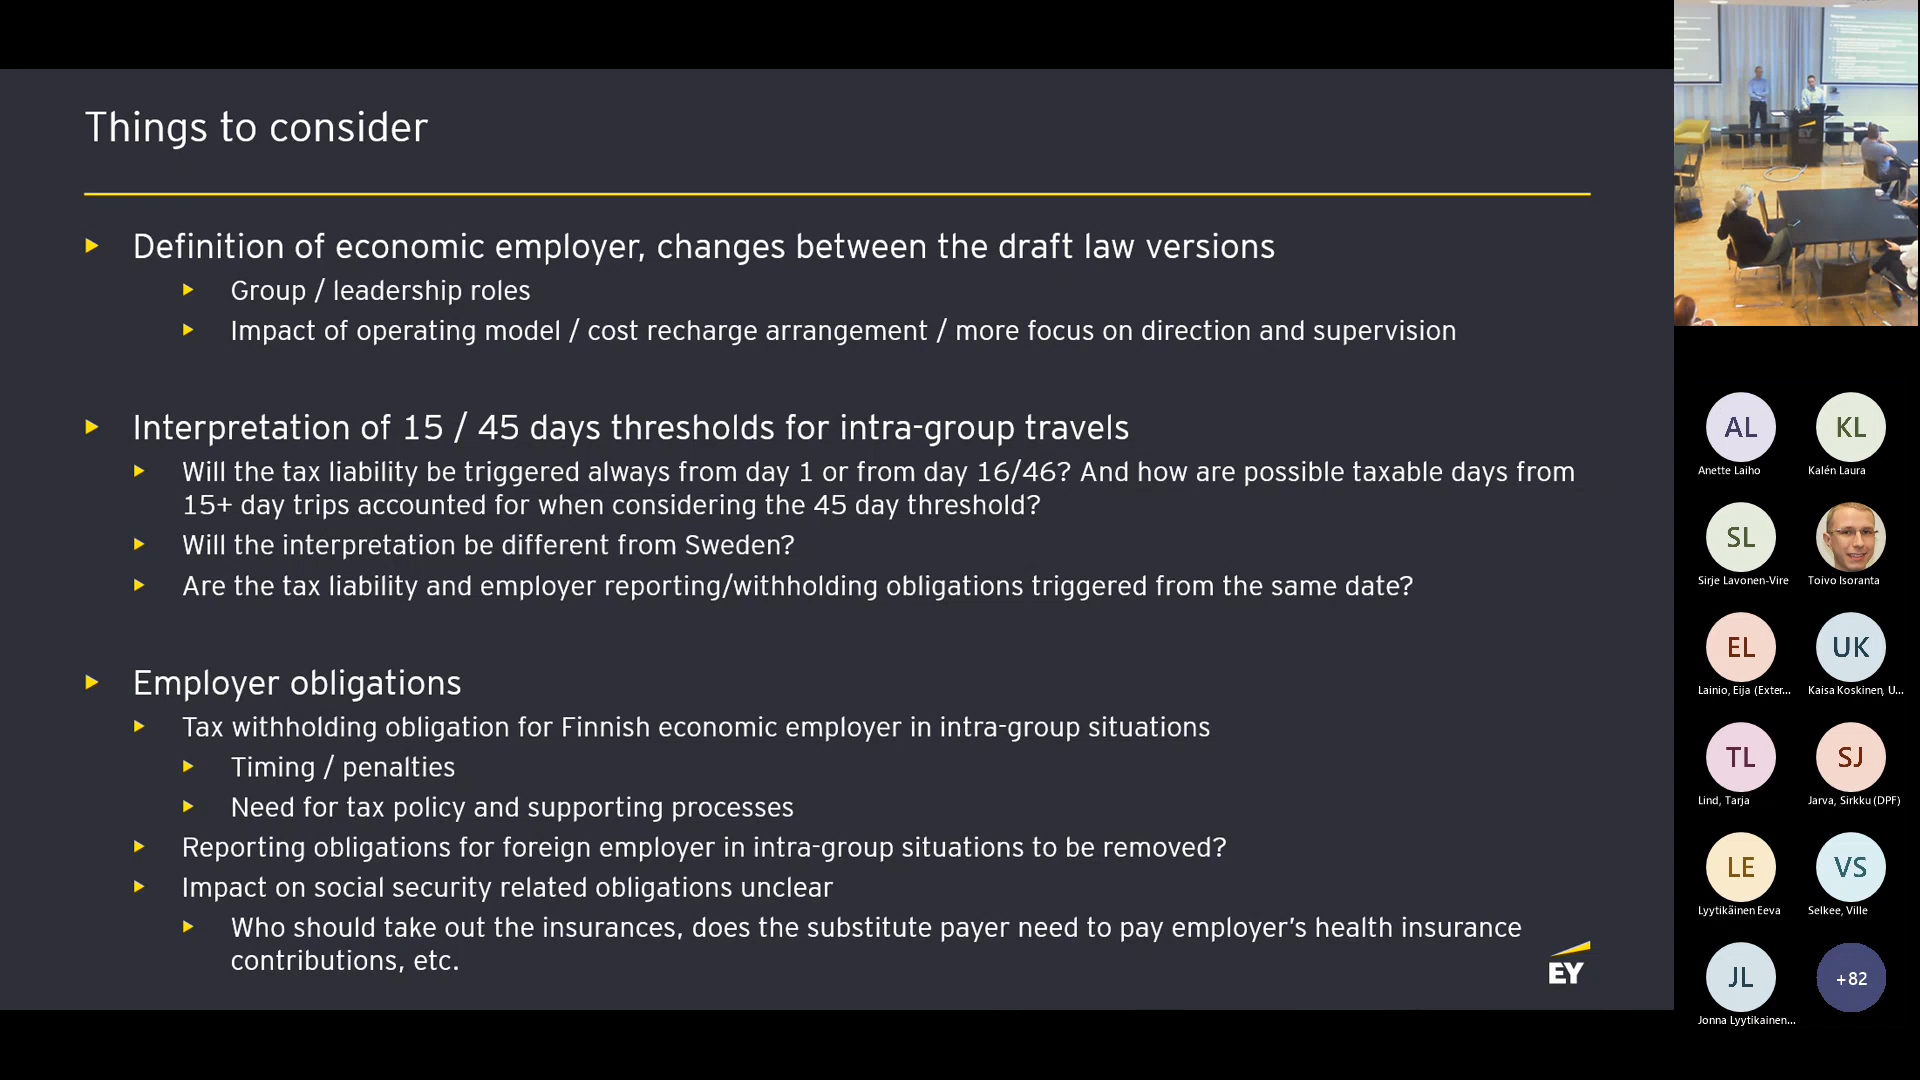 Things to consider
Definition of economic employer, changes between the draft law versions
Group / leadership roles
Impact of operating model / cost recharge arrangement / more focus on direction and supervision
Interpretation of 15 / 45 days thresholds for intra-group travels
Will the tax liability be triggered always from day 1 or from day 16/46? And how are possible taxable days from
15+ day trips accounted for when considering the 45 day threshold?
Will the interpretation be different from Sweden?
Are the tax liability and employer reporting/withholding obligations triggered from the same date?
Employer obligations
Tax withholding obligation for Finnish economic employer in intra-group situations
Timing / penalties
Need for tax policy and supporting processes
Reporting obligations for foreign employer in intra-group situations to be removed?
Impact on social security related obligations unclear
Who should take out the insurances, does the substitute payer need to pay employer’s health insurance
contributions, etc.
EY
EY
AL
Anette Laiho
KL
Kalén Laura
SL
Sirje Lavonen-Vire
Toivo Isoranta
EL
Lainio, Eija (Exter...
UK
Kaisa Koskinen, U...
TL
Lind, Tarja
SJ
Jarva, Sirkku (DPF)
LE
Lyytikäinen Eeva
VS
Selkee, Ville
JL
Jonna Lyytikainen...
+82